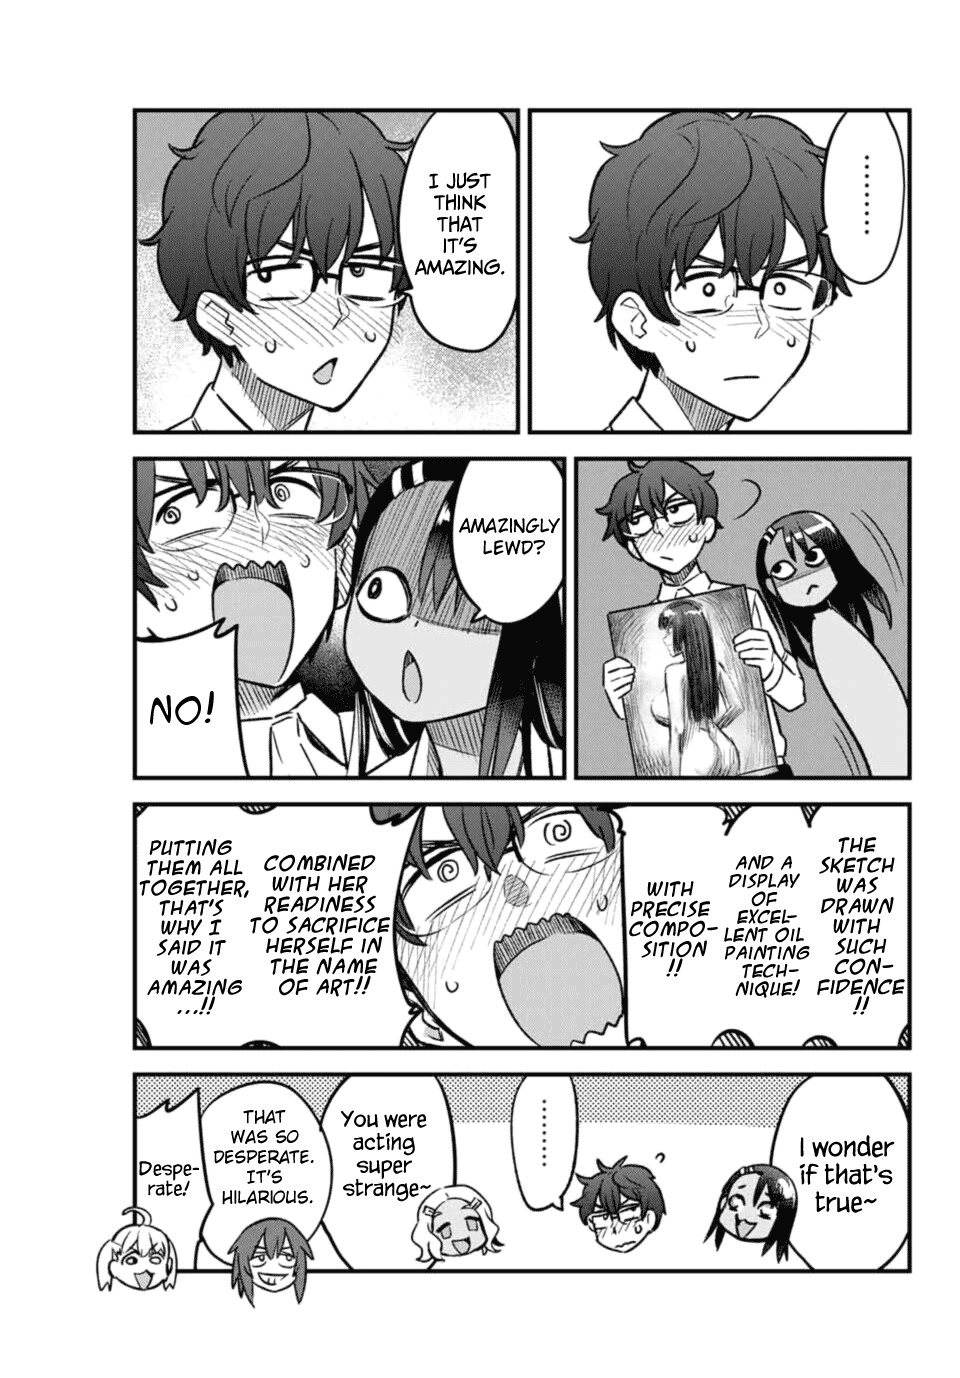 .........
I JUST
THINK
THAT
IT'S
AMAZING.
AMAZINGLY
LEWD?
NO!
THE
SKETCH
WAS
DRAWN
WITH
SUCH
CON-
FIDENCE
!!
AND A
DISPLAY
OF
EXCEL-
LENT OIL
PAINTING
TECH-
NIQUE!
WITH
PRECISE
COMPO-
SITION
!!
COMBINED
WITH HER
READINESS
TO SACRIFICE
HERSELF IN
THE NAME
OF ART!!
PUTTING
THEM ALL
TOGETHER,
THAT'S
WHY I
SAID IT
WAS
AMAZING
...!!
I wonder
if that's
true~
.........
You were
acting
super
strange~
THAT
WAS SO
DESPERATE.
IT'S
HILARIOUS.
Despe-
rate!